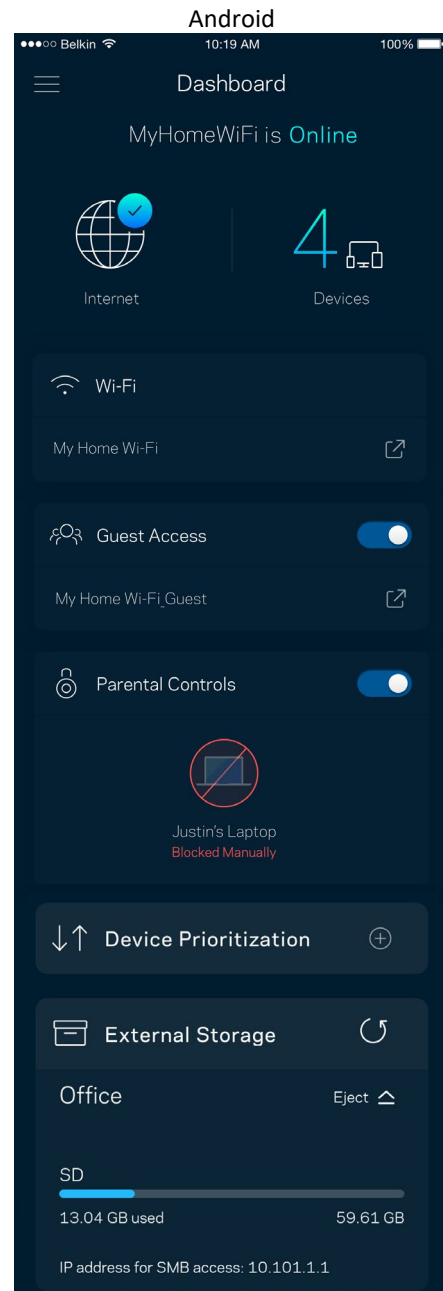 Android
Belkin 10:19 AM 100%
Dashboard
MyHomeWiFi is Online
4
Internet Devices
Wi-Fi
My Home Wi-Fi
Guest Access
My Home Wi-Fi_Guest
Parental Controls
Justin's Laptop
Blocked Manually
Device Prioritization
External Storage
Office Eject
SD
13.04 GB used 59.61 GB
IP address for SMB access: 10.101.1.1